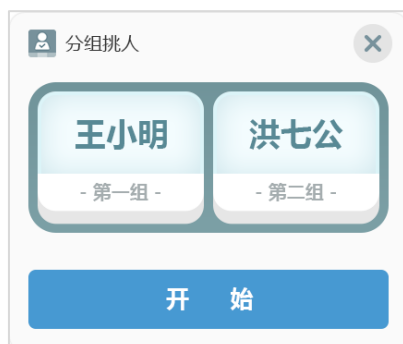 分组挑人
王小明 洪七公
- 第一组 - - 第二组 -
开 始